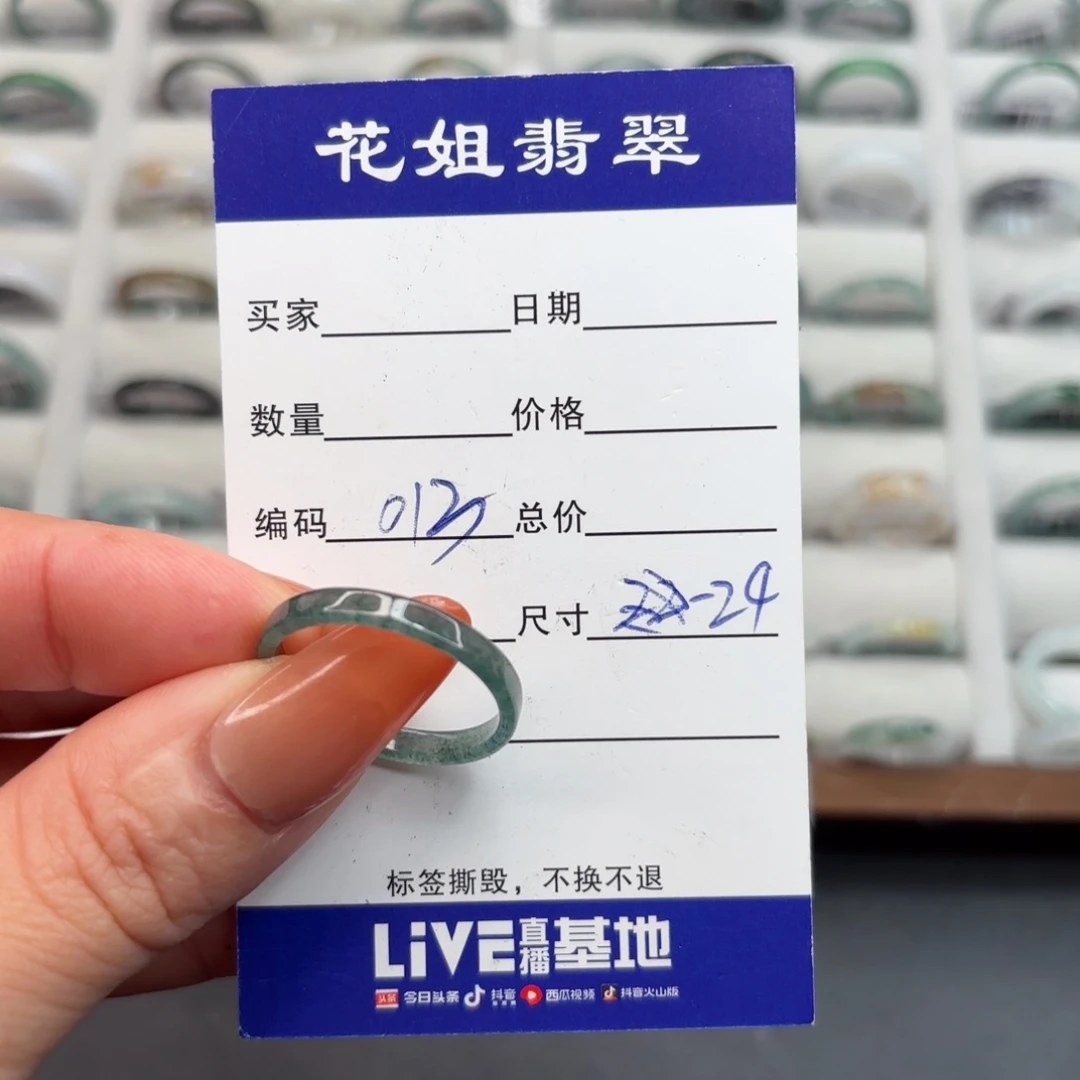 花姐翡翠
买家 日期
数量 价格
编码 013 总价
尺寸 -24
标签撕毁，不换不退
LiVE直播基地
头条 今日头条 抖音 西瓜视频 抖音火山版